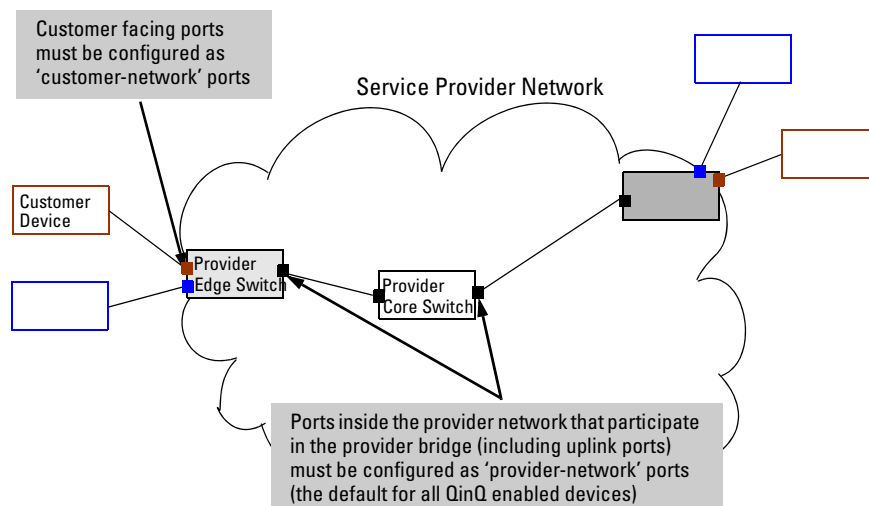 Customer facing ports
must be configured as
‘customer-network’ ports
Service Provider Network
Customer
Device
Provider
Edge Switch
Provider
Core Switch
Ports inside the provider network that participate
in the provider bridge (including uplink ports)
must be configured as ‘provider-network’ ports
(the default for all QinQ enabled devices)